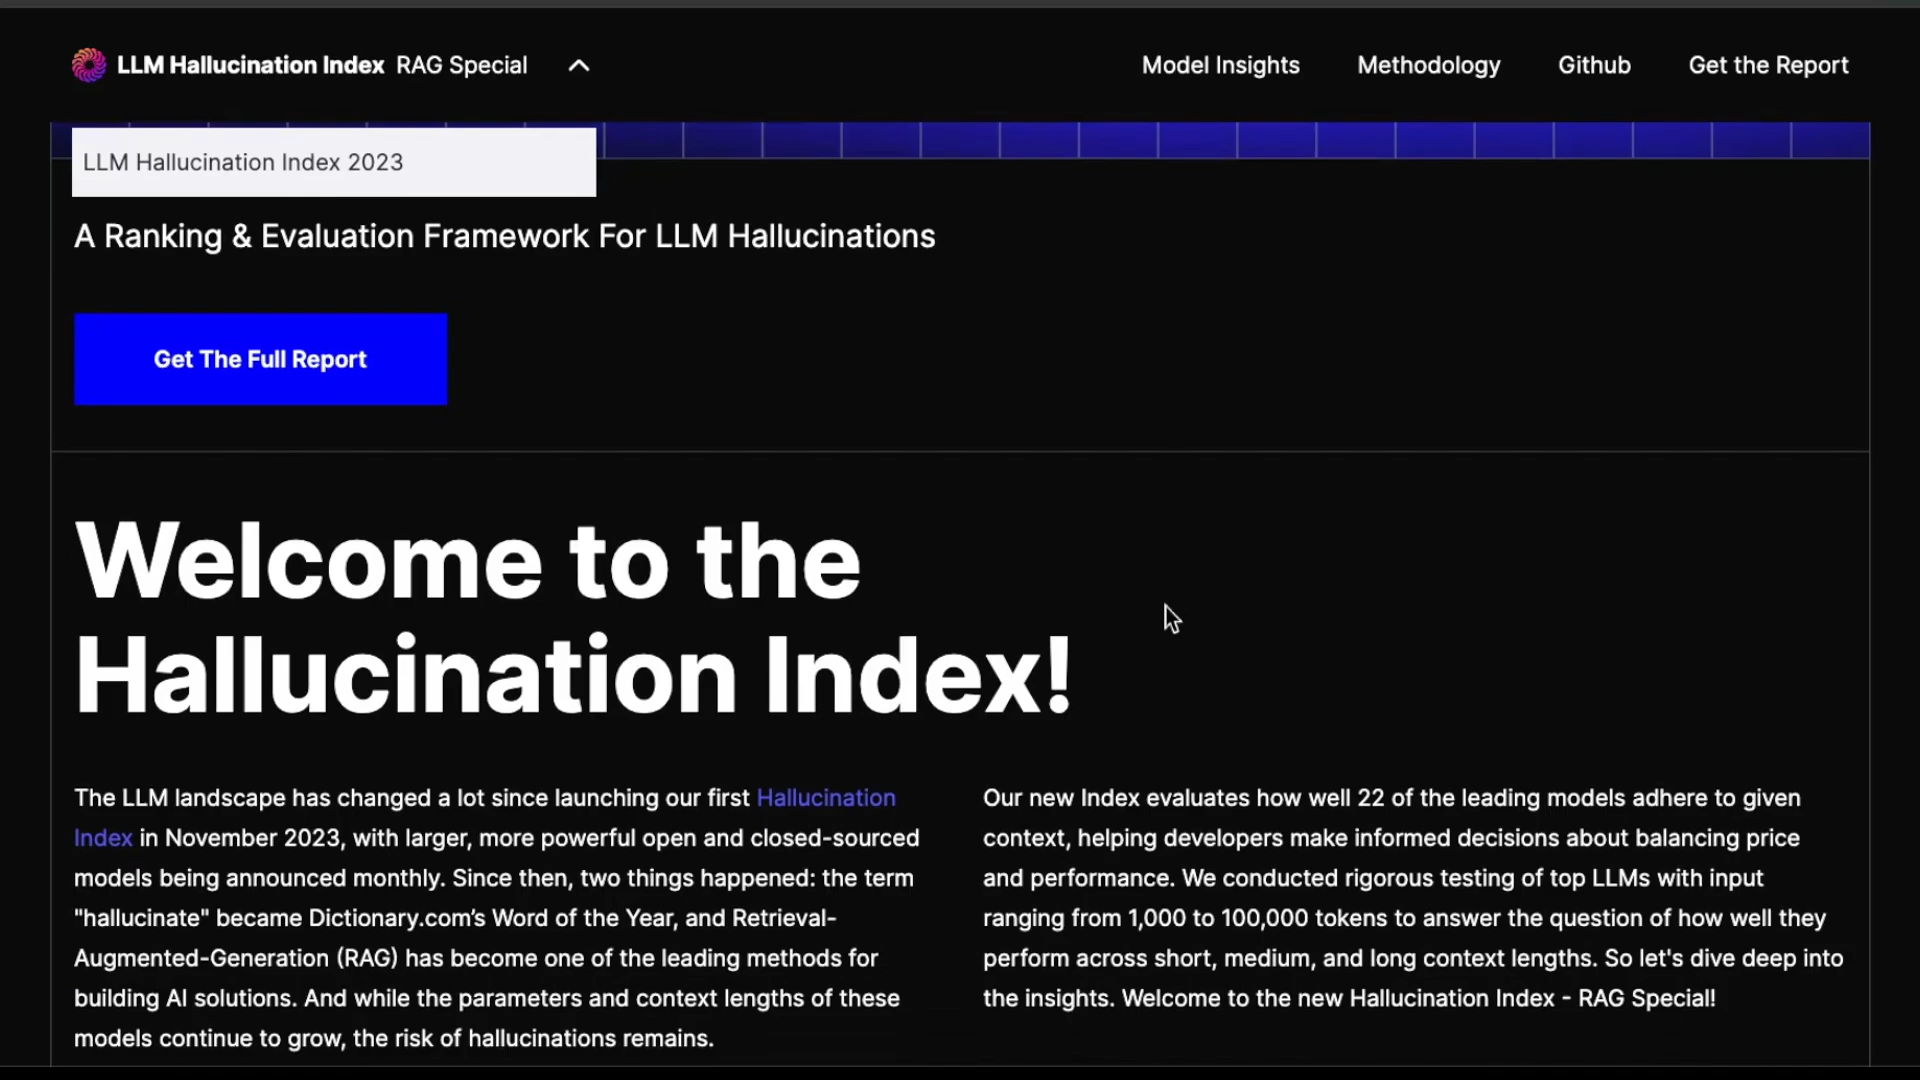 LLM Hallucination Index RAG Special
Model Insights
Methodology
Github
Get the Report
LLM Hallucination Index 2023
A Ranking & Evaluation Framework For LLM Hallucinations
Get The Full Report
Welcome to the
Hallucination Index!
The LLM landscape has changed a lot since launching our first Hallucination
Index in November 2023, with larger, more powerful open and closed-sourced
models being announced monthly. Since then, two things happened: the term
"hallucinate" became Dictionary.com’s Word of the Year, and Retrieval-
Augmented-Generation (RAG) has become one of the leading methods for
building AI solutions. And while the parameters and context lengths of these
models continue to grow, the risk of hallucinations remains.
Our new Index evaluates how well 22 of the leading models adhere to given
context, helping developers make informed decisions about balancing price
and performance. We conducted rigorous testing of top LLMs with input
ranging from 1,000 to 100,000 tokens to answer the question of how well they
perform across short, medium, and long context lengths. So let's dive deep into
the insights. Welcome to the new Hallucination Index - RAG Special!